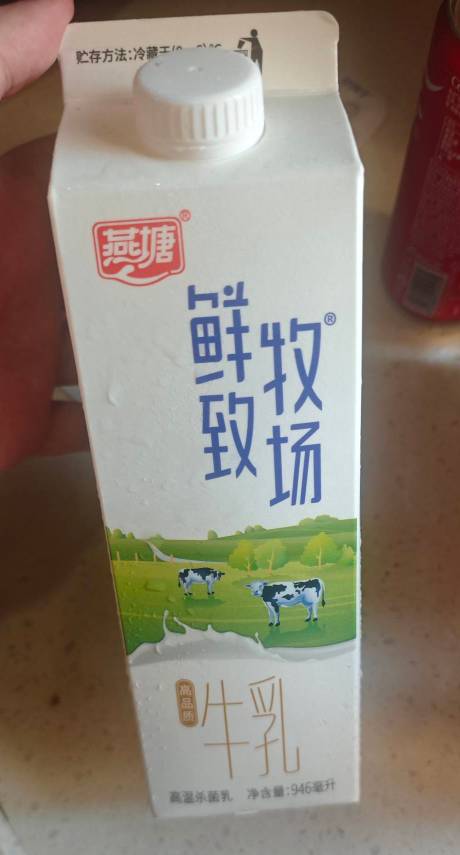 贮存方法:冷藏于
燕塘®
鲜致
牧场®
高品质
牛乳
高温杀菌乳 净含量:946毫升